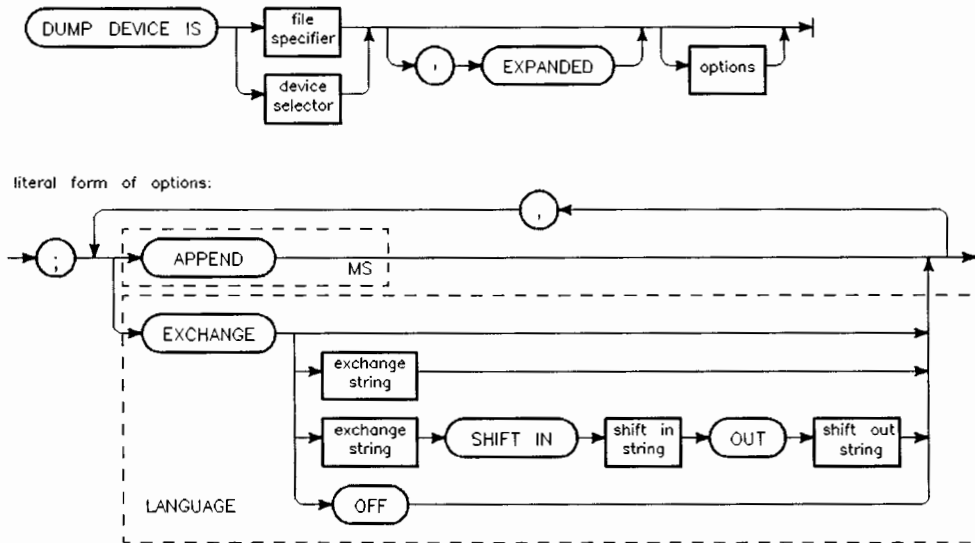 DUMP DEVICE IS
file
specifier
device
selector
,
EXPANDED
options
literal form of options:
,
;
APPEND
MS
EXCHANGE
exchange
string
exchange
string
SHIFT IN
shift in
string
OUT
shift out
string
OFF
LANGUAGE